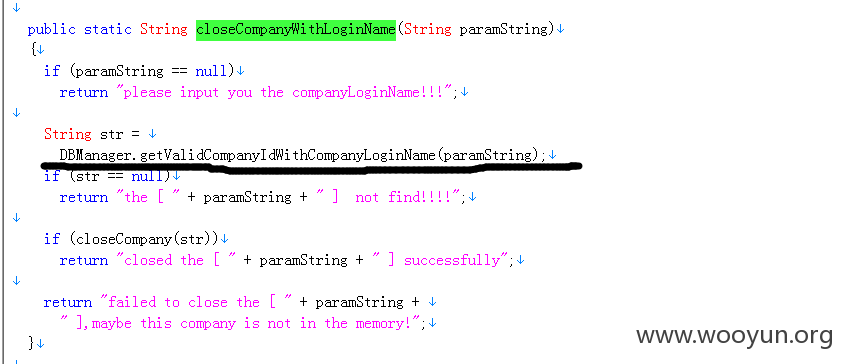 public static String closeCompanyWithLoginName(String paramString)↓
{↓
if (paramString == null)↓
return "please input you the companyLoginName!!!";↓
↓
String str = ↓
DBManager.getValidCompanyIdWithCompanyLoginName(paramString);↓
if (str == null)↓
return "the [ " + paramString + " ]  not find!!!!";↓
↓
if (closeCompany(str))↓
return "closed the [ " + paramString + " ] successfully";↓
↓
return "failed to close the [ " + paramString + ↓
" ],maybe this company is not in the memory!";↓
}↓
www.wooyun.org